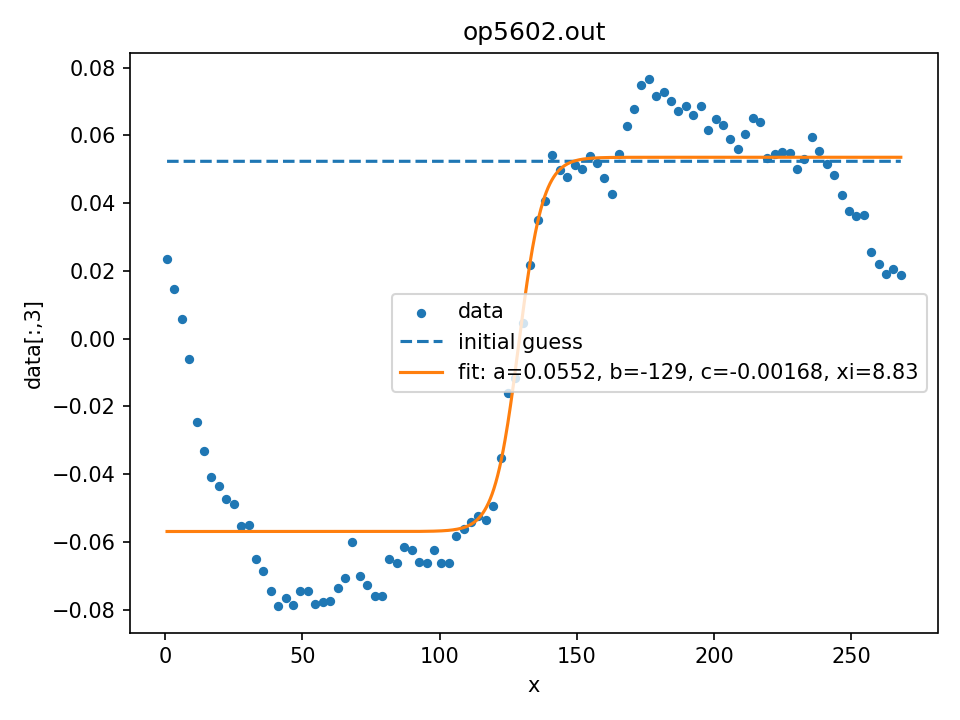 op5602.out
0.08
0.06
0.04
0.02
0.00
−0.02
−0.04
−0.06
−0.08
data[:,3]
data
initial guess
fit: a=0.0552, b=-129, c=-0.00168, xi=8.83
0 50 100 150 200 250
x